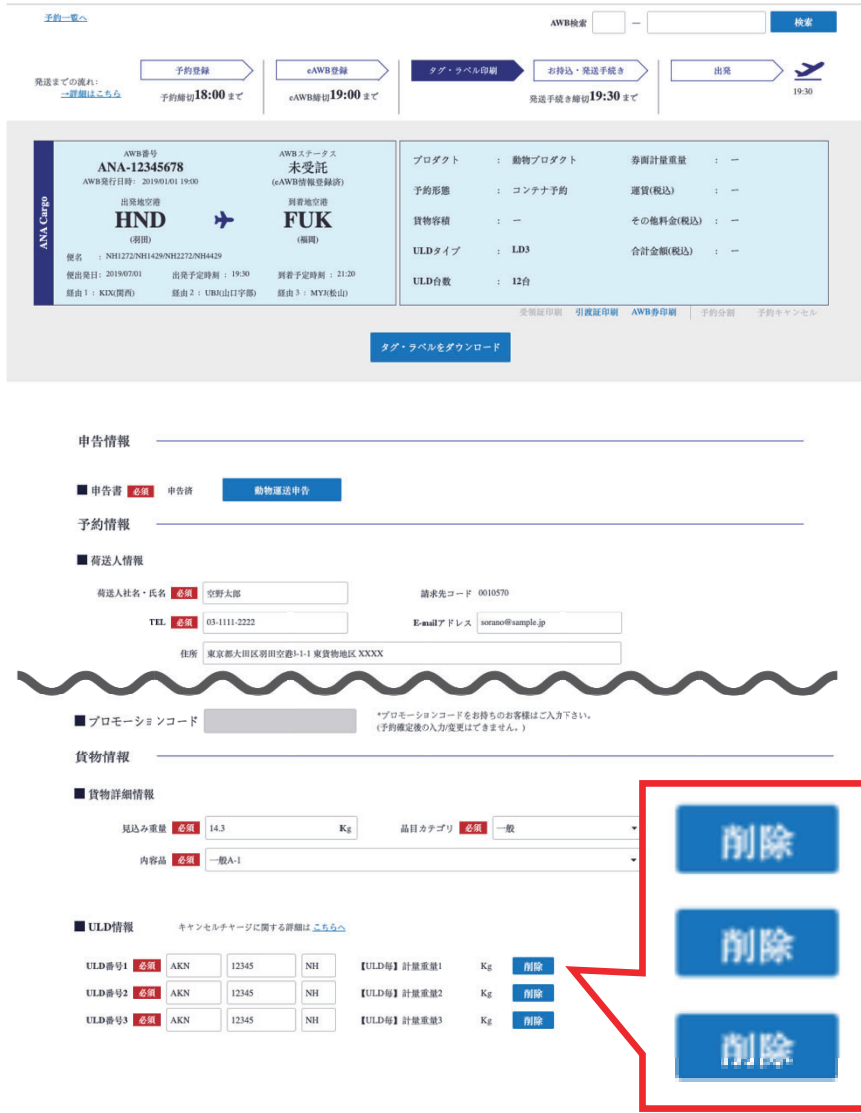 予約一覧へ
AWB検索 － 検索
発送までの流れ:
→詳細はこちら
予約登録
予約締切18:00まで
eAWB登録
eAWB締切19:00まで
タグ・ラベル印刷
お持込・発送手続き
発送手続き締切19:30まで
出発
19:30
ANA Cargo
AWB番号
ANA-12345678
AWB発行日時: 2019/01/01 19:00
AWBステータス
未受託
(eAWB情報登録済)
出発地空港
HND
(羽田)
到着地空港
FUK
(福岡)
便名 : NH1272/NH1429/NH2272/NH4429
便出発日: 2019/07/01 出発予定時刻 : 19:30 到着予定時刻 : 21:20
経由1 : KIX(関西) 経由2 : UBJ(山口宇部) 経由3 : MYJ(松山)
プロダクト : 動物プロダクト 券面計量重量 : －
予約形態 : コンテナ予約 運賃(税込) : －
貨物容積 : － その他料金(税込) : －
ULDタイプ : LD3 合計金額(税込) : －
ULD台数 : 12台
受領証印刷 引渡証印刷 AWB券印刷 予約分割 予約キャンセル
タグ・ラベルをダウンロード
申告情報
■申告書 必須 申告済 動物運送申告
予約情報
■荷送人情報
荷送人社名・氏名 必須 空野太郎 請求先コード 0010570
TEL 必須 03-1111-2222 E-mailアドレス sorano@sample.jp
住所 東京都大田区羽田空港3-1-1 東貨物地区 XXXX
■プロモーションコード *プロモーションコードをお持ちのお客様はご入力下さい。
(予約確定後の入力/変更はできません。)
貨物情報
■貨物詳細情報
見込み重量 必須 14.3 Kg 品目カテゴリ 必須 一般
内容品 必須 一般A-1
■ULD情報 キャンセルチャージに関する詳細は こちらへ
ULD番号1 必須 AKN 12345 NH 【ULD毎】計量重量1 Kg 削除
ULD番号2 必須 AKN 12345 NH 【ULD毎】計量重量2 Kg 削除
ULD番号3 必須 AKN 12345 NH 【ULD毎】計量重量3 Kg 削除
削除
削除
削除